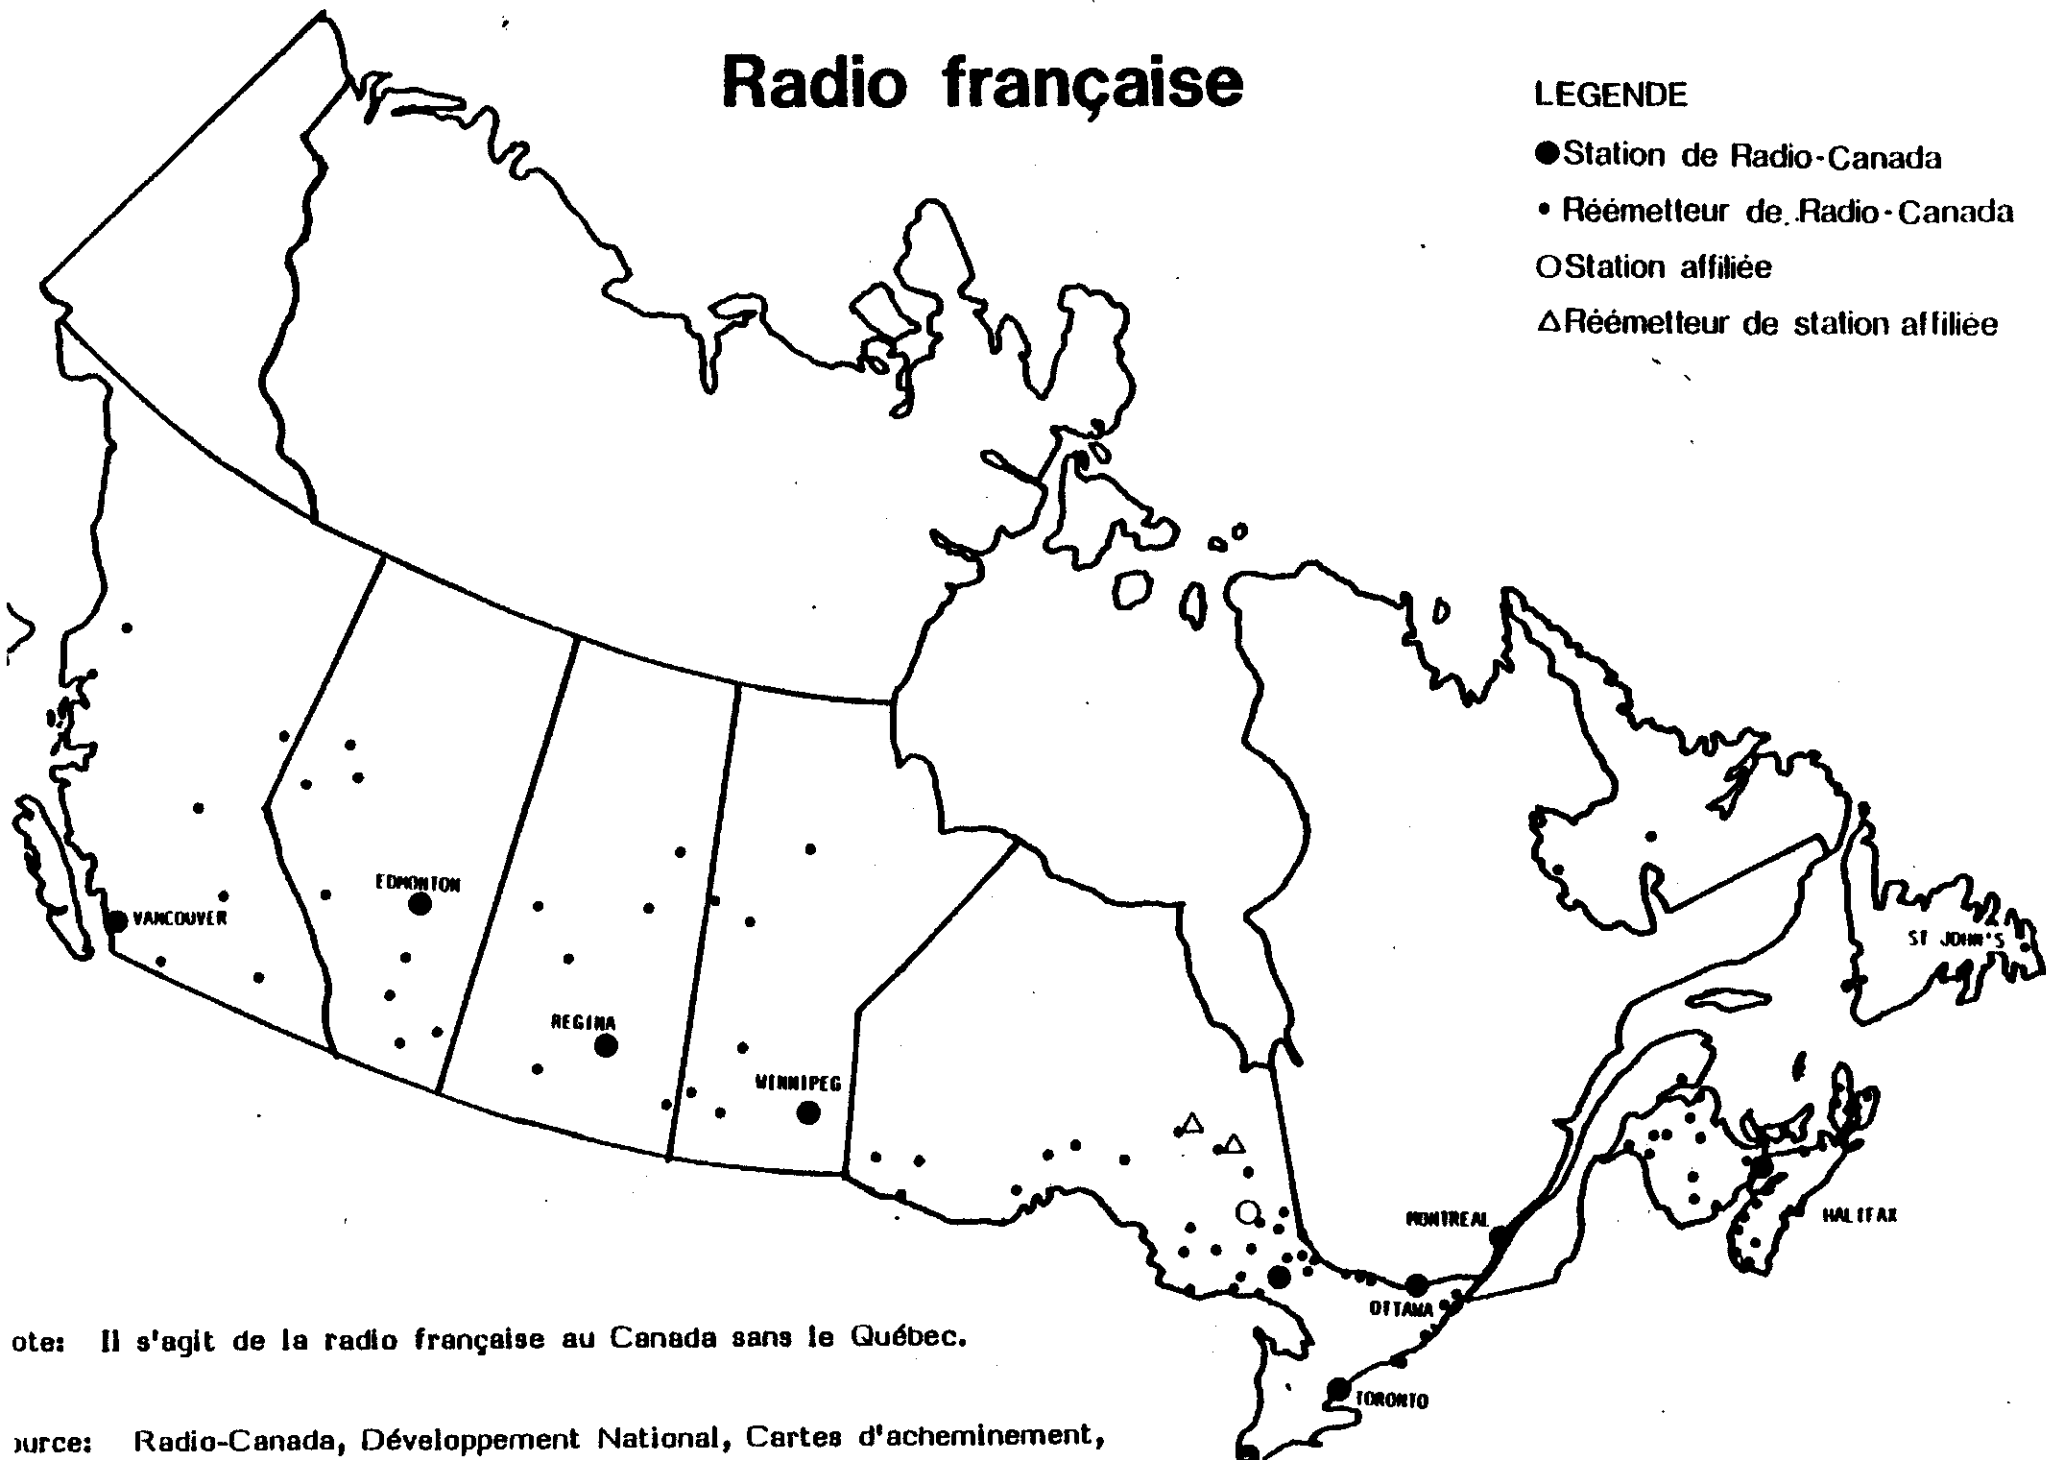 Radio française
LEGENDE
Station de Radio-Canada
Réémetteur de Radio-Canada
Station affiliée
Réémetteur de station affiliée
EDMONTON
VANCOUVER
ST JOHN'S
REGINA
WINNIPEG
MONTREAL
HALIFAX
OTTAWA
ote: Il s'agit de la radio française au Canada sans le Québec.
TORONTO
urce: Radio-Canada, Développement National, Cartes d'acheminement,